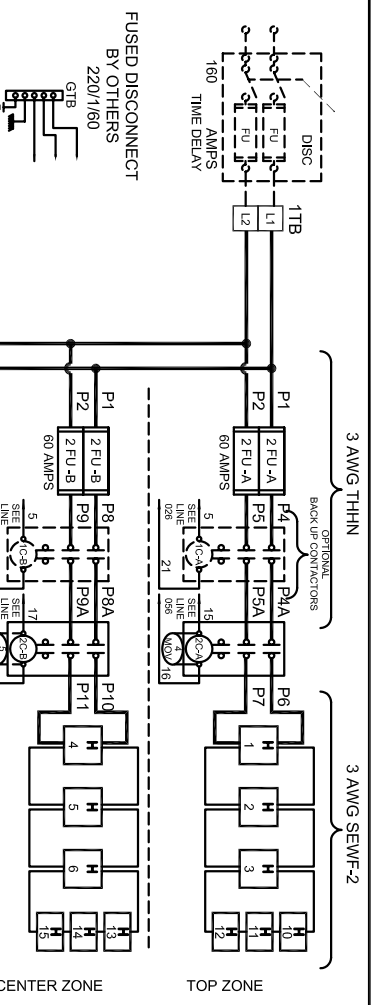 3 AWG THHN
3 AWG SEWF-2
OPTIONAL
BACK UP CONTACTORS
DISC
FU
FU
160 AMPS
TIME DELAY
1TB
L1
L2
FUSED DISCONNECT
BY OTHERS
220/1/60
GTB
P1
P2
2 FU-A
2 FU-A
60 AMPS
P4
P5
1C-A
5
SEE
LINE
026
21
P4A
P5A
2C-A
15
SEE
LINE
056
4
MOV
16
P6
P7
H
1
H
2
H
3
H
10
H
11
H
12
TOP ZONE
P1
P2
2 FU-B
2 FU-B
60 AMPS
P8
P9
1C-B
5
SEE
LINE
P8A
P9A
2C-B
17
SEE
LINE
5
P10
P11
H
4
H
5
H
6
H
13
H
14
H
15
CENTER ZONE